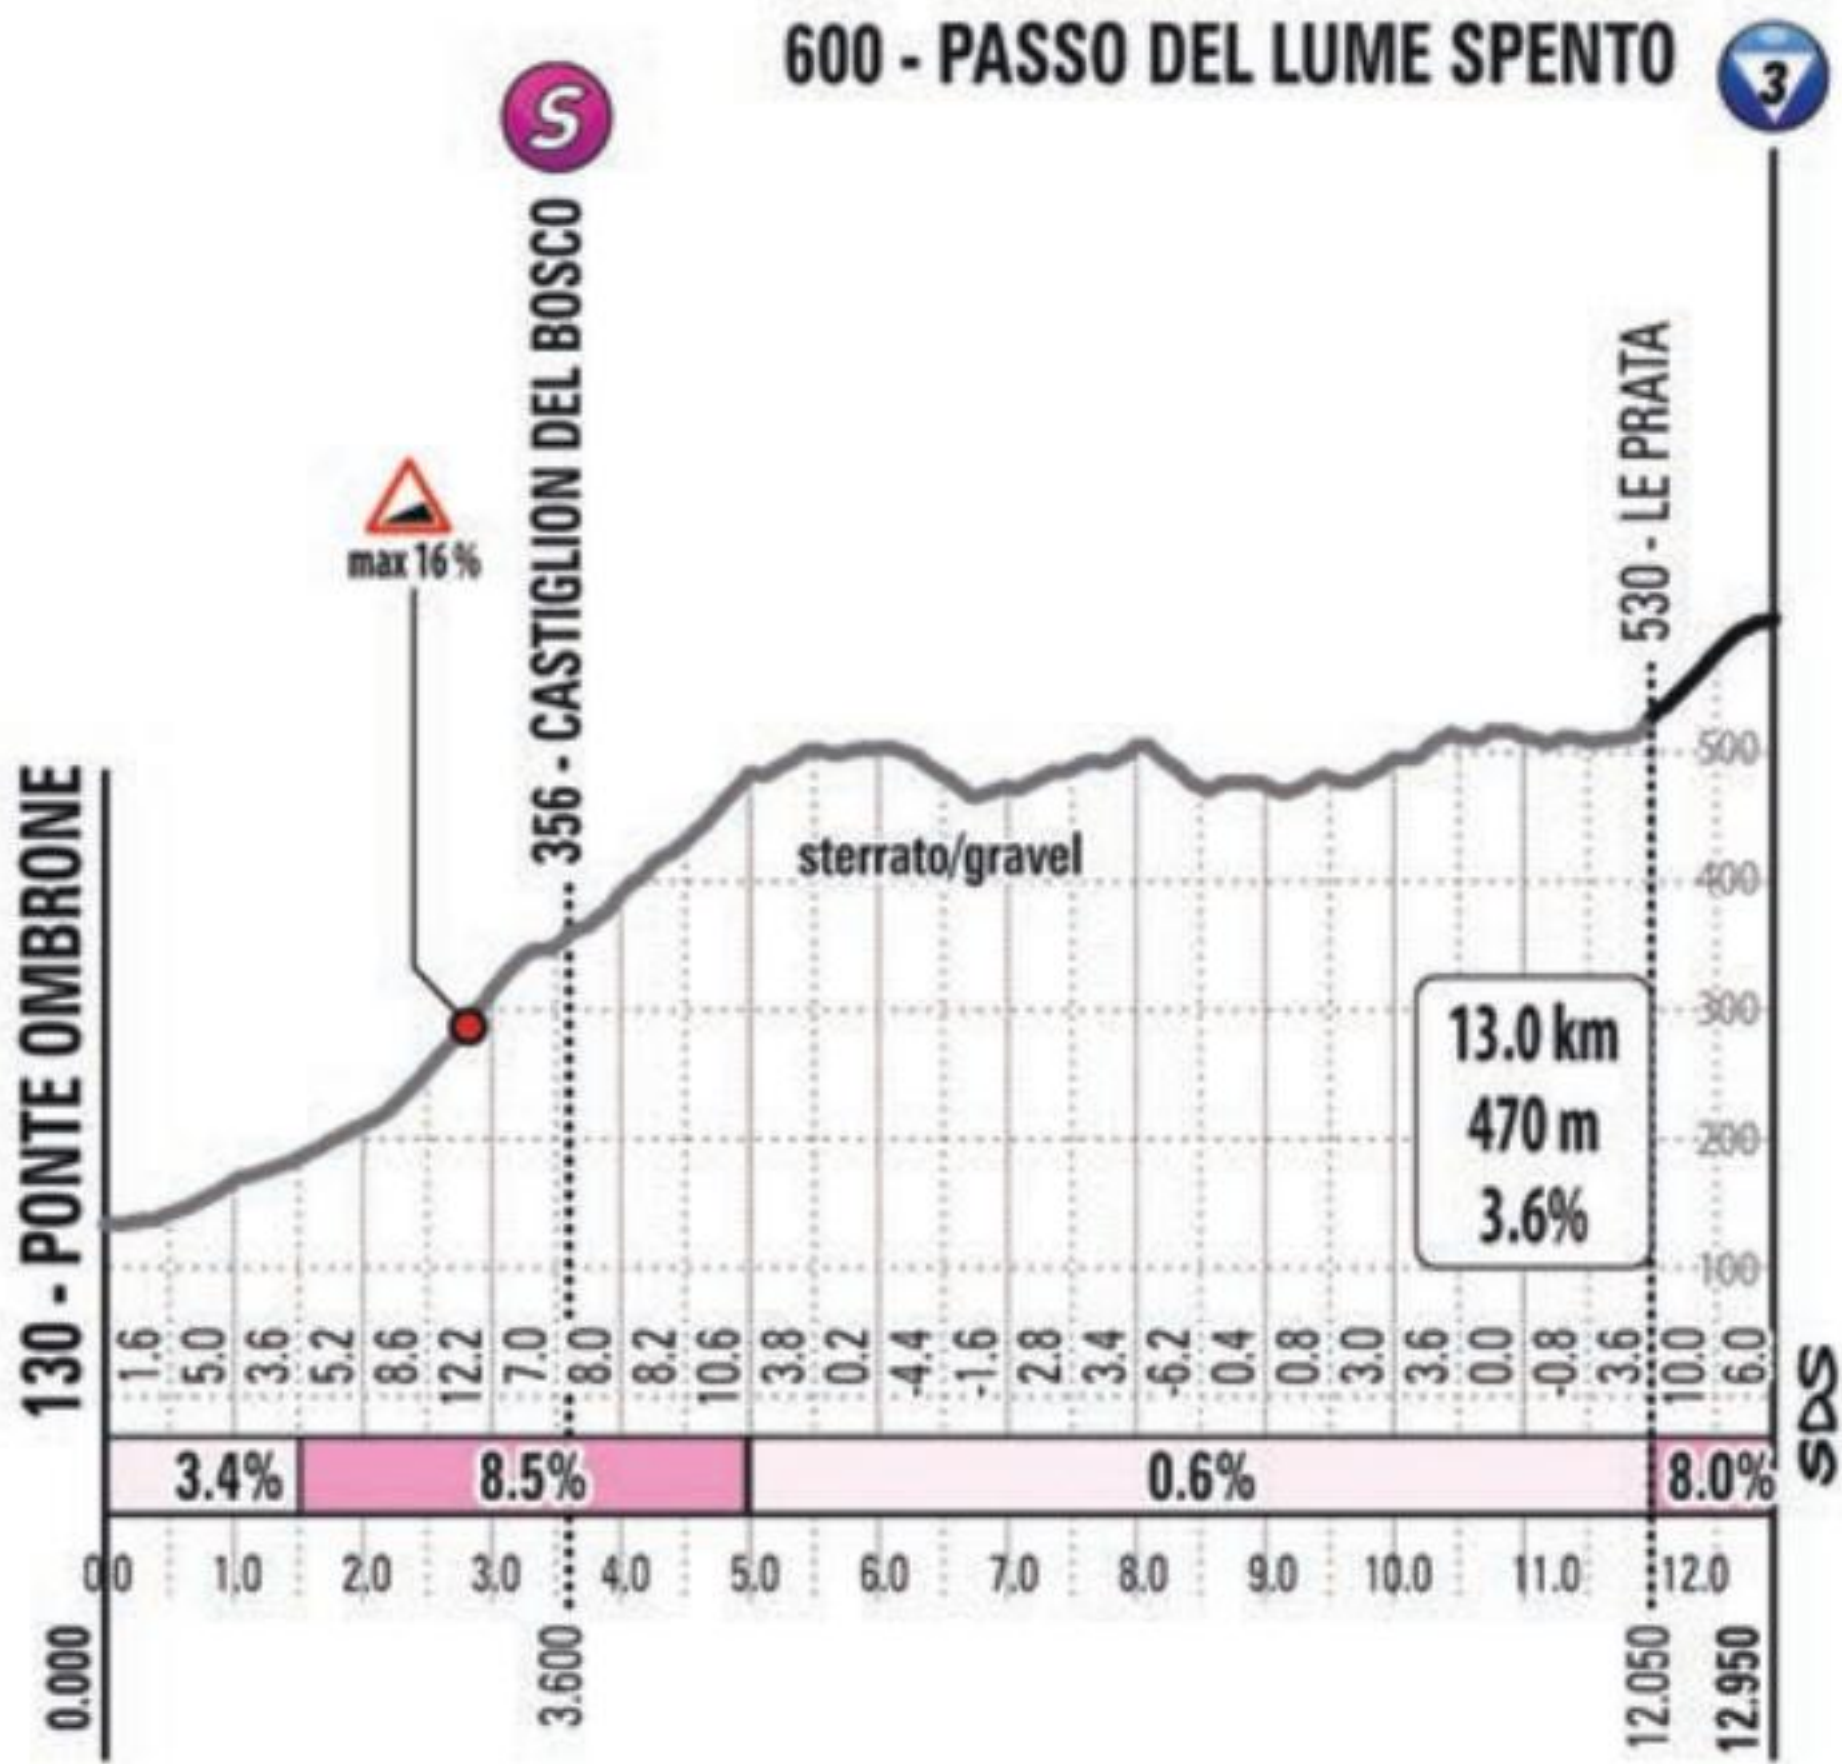 600 - PASSO DEL LUME SPENTO
3
S
356 - CASTIGLION DEL BOSCO
530 - LE PRATA
max 16%
130 - PONTE OMBRONE
sterrato/gravel
500
400
300
200
100
13.0 km
470 m
3.6%
1.6 5.0 3.6 5.2 8.6 12.2 7.0 8.0 8.2 10.6 3.8 0.2 -4.4 -1.6 2.8 3.4 -6.2 0.4 0.8 3.0 3.6 0.0 -0.8 3.6 10.0 6.0
SDS
3.4% 8.5% 0.6% 8.0%
0.0 1,0 2,0 3,0 4,0 5.0 6.0 7,0 8.0 9.0 10.0 11.0 12.0
0.000 3.600 12.050 12.950